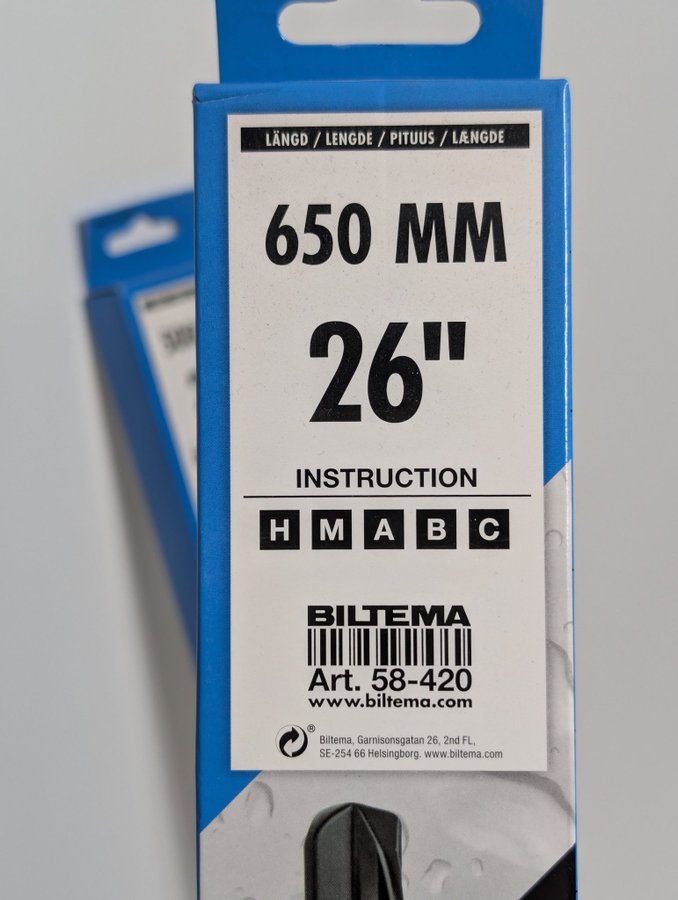 LÄNGD / LENGDE / PITUUS / LÆNGDE
650 MM
26"
INSTRUCTION
H M A B C
BILTEMA
Art. 58-420
www.biltema.com
®
Biltema, Garnisonsgatan 26, 2nd FL,
SE-254 66 Helsingborg. www.biltema.com